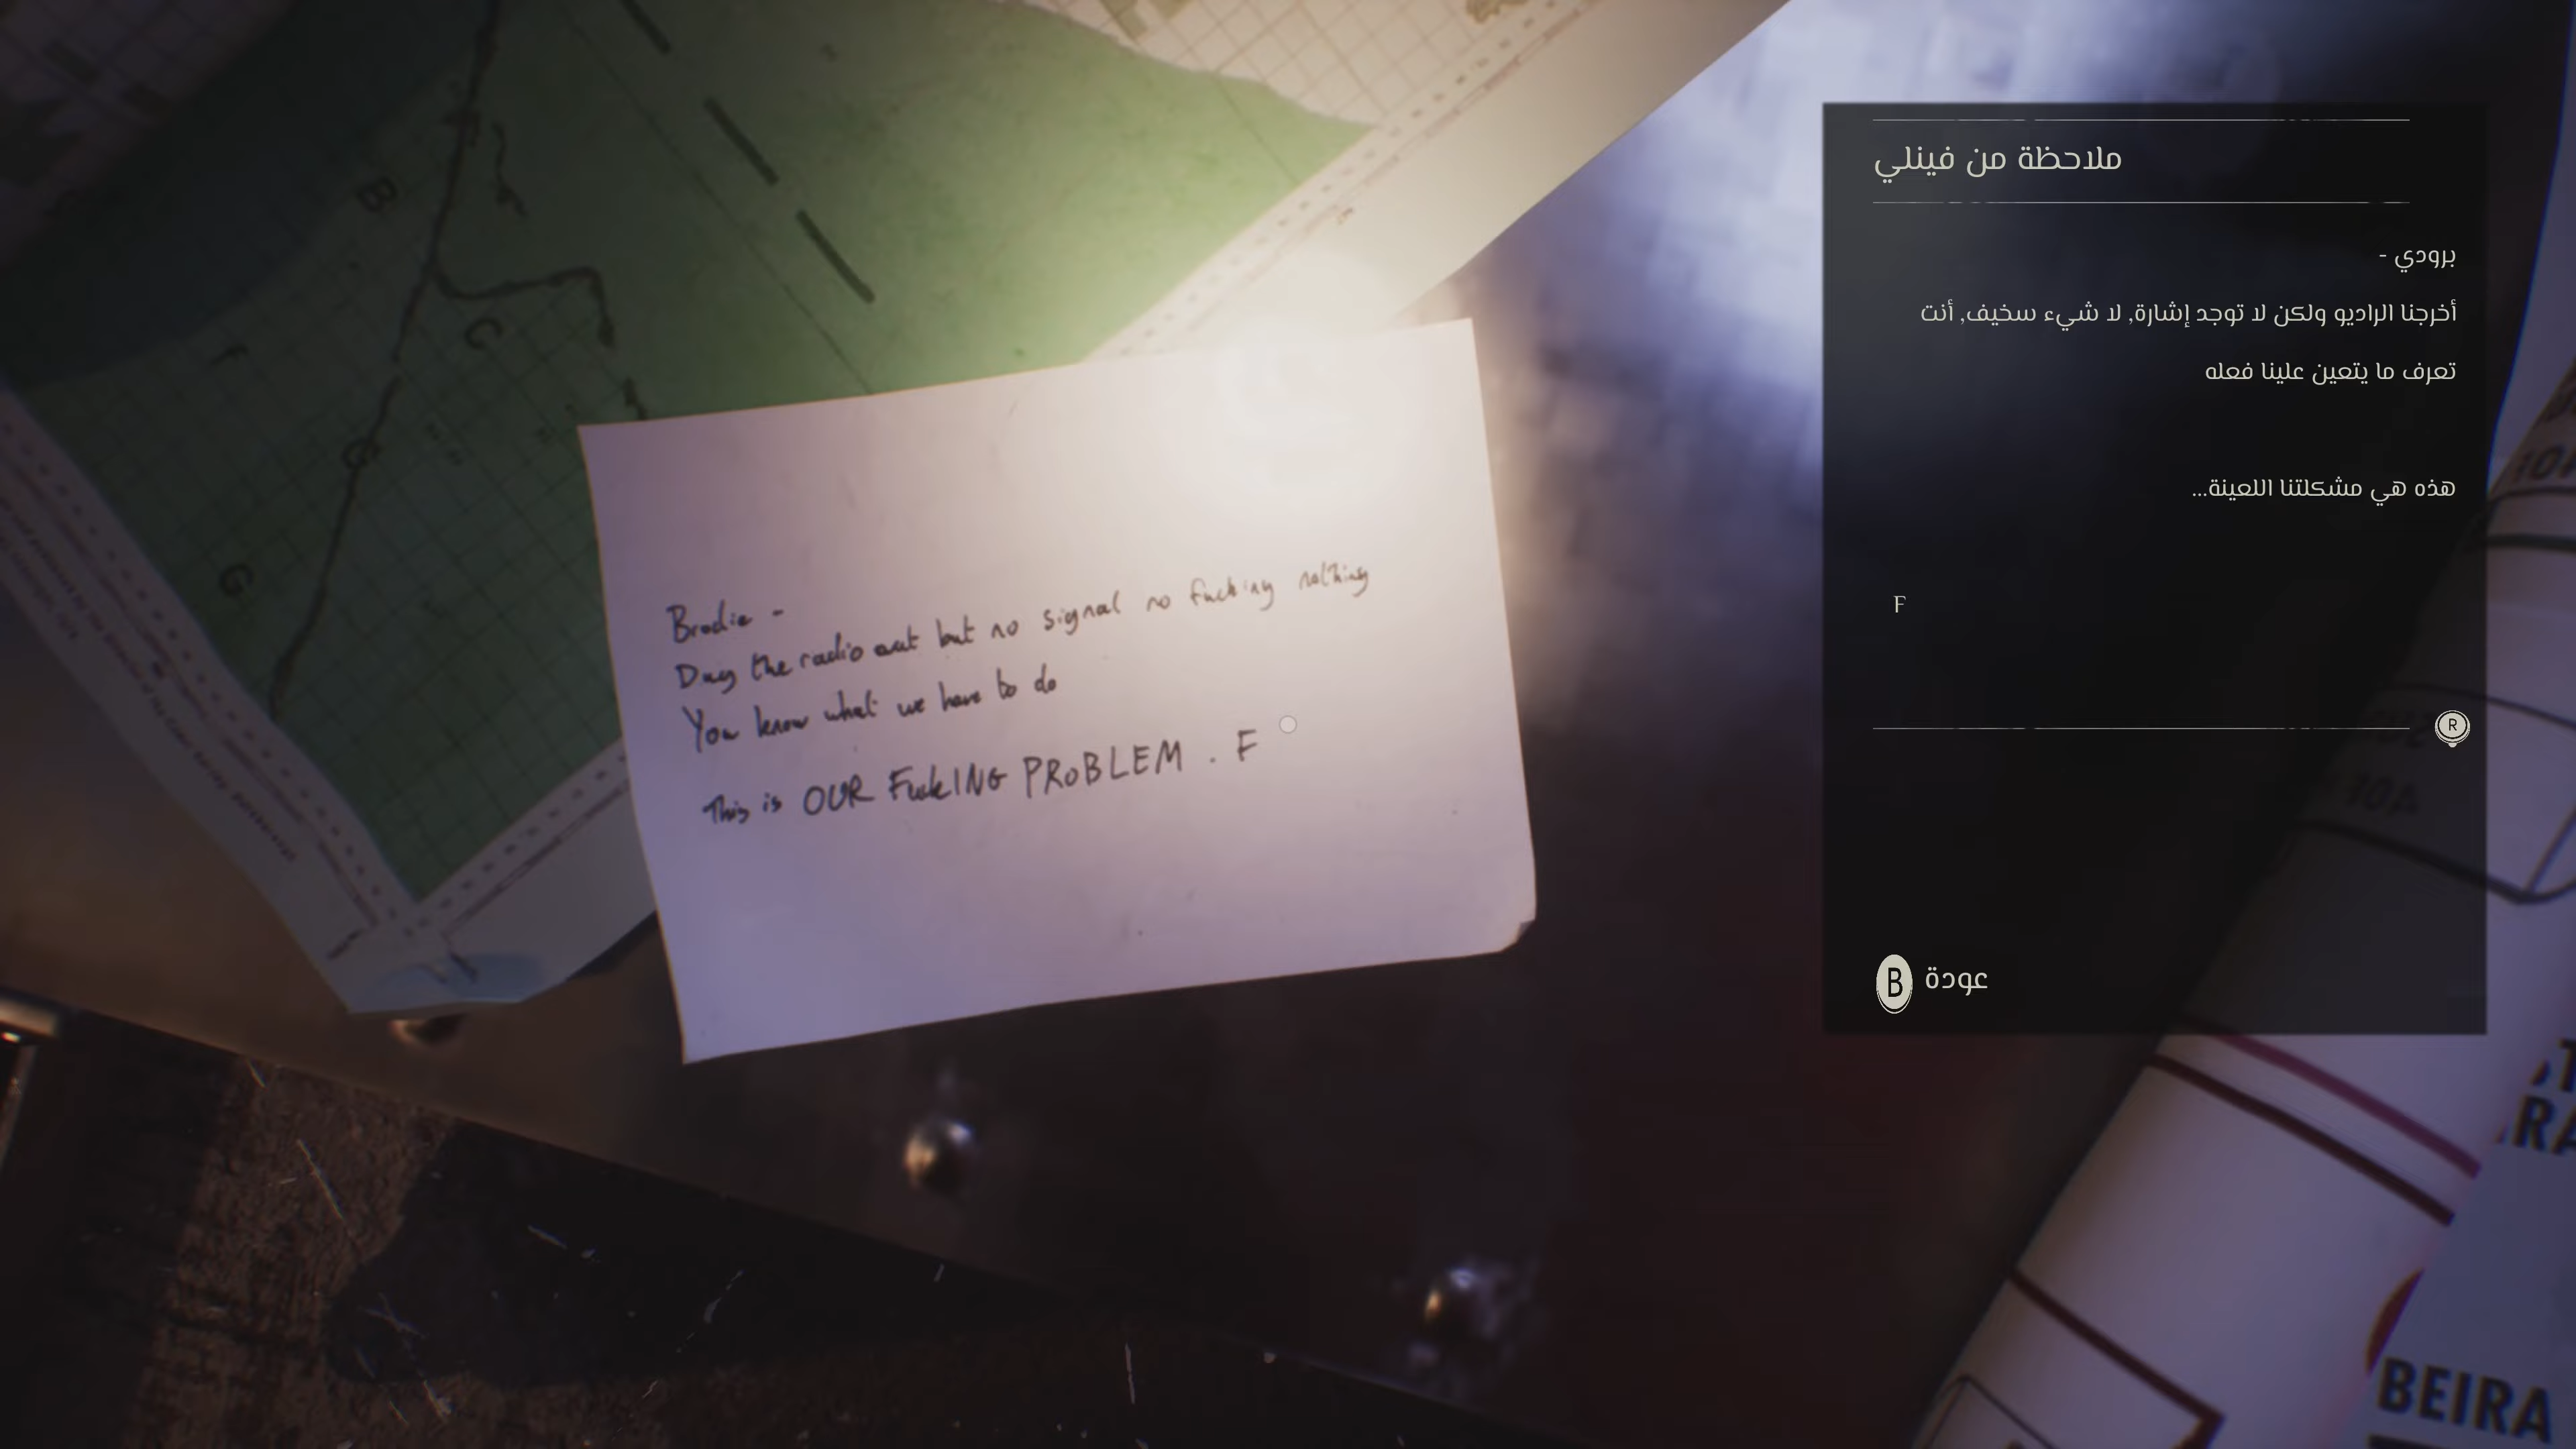 Brodie -
Dug the radio out but no signal no fucking nothing
You know what we have to do
This is OUR FuckING PROBLEM . F
ملاحظة من فينلي
برودي -
أخرجنا الراديو ولكن لا توجد إشارة, لا شيء سخيف, أنت
تعرف ما يتعين علينا فعله
هذه هي مشكلتنا اللعينة...
F
R
B عودة
B
C
G
G
BEIRA